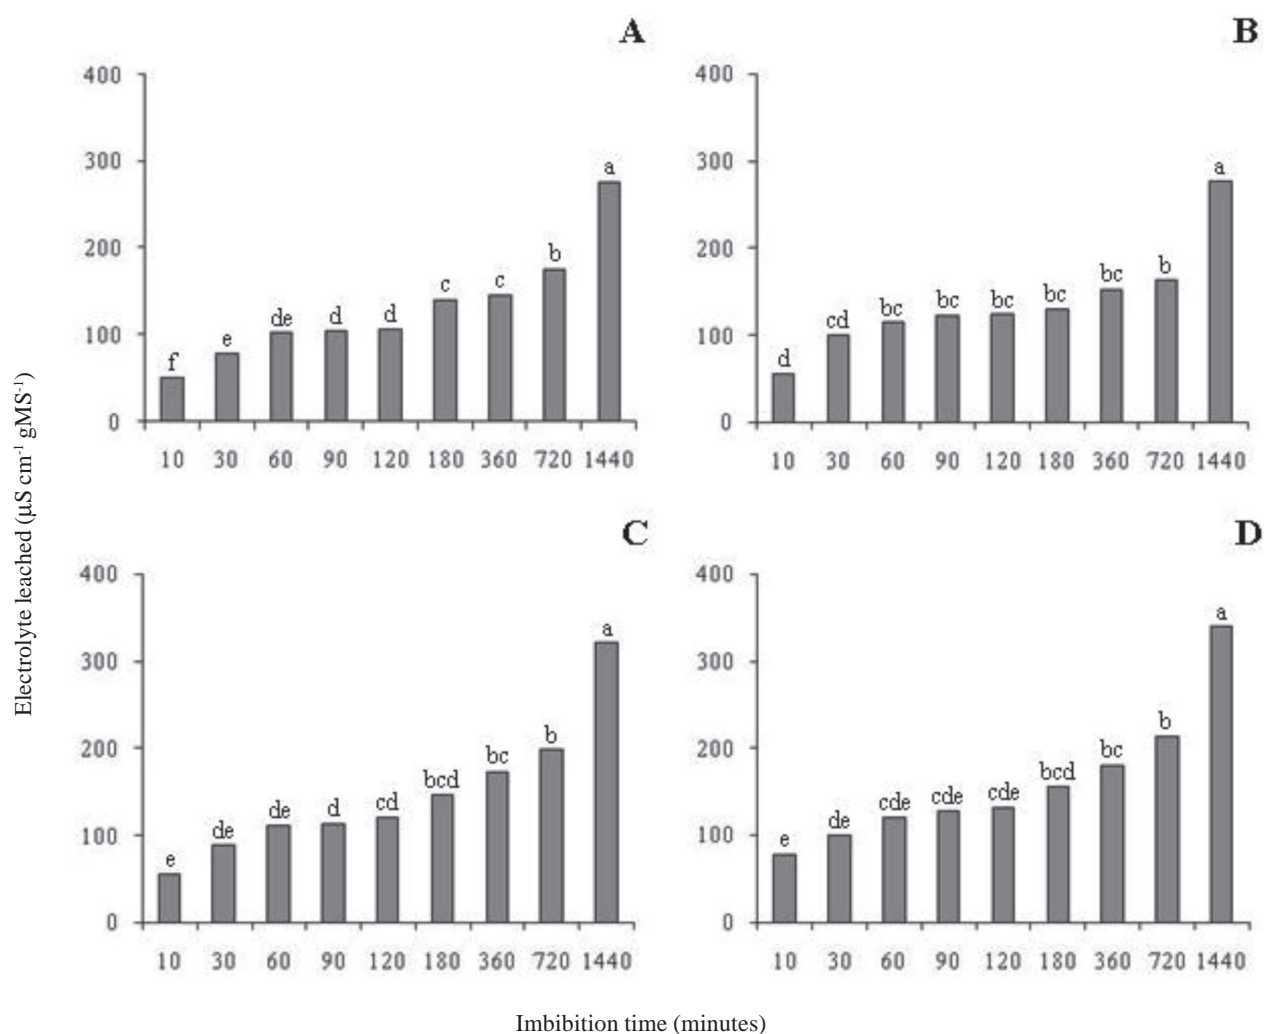 A
400
300
200
100
0
f e de d d c c b a
10 30 60 90 120 180 360 720 1440
B
400
300
200
100
0
d cd bc bc bc bc bc b a
10 30 60 90 120 180 360 720 1440
C
400
300
200
100
0
e de de d cd bcd bc b a
10 30 60 90 120 180 360 720 1440
D
400
300
200
100
0
e de cde cde cde bcd bc b a
10 30 60 90 120 180 360 720 1440
Electrolyte leached (µS cm⁻¹ gMS⁻¹)
Imbibition time (minutes)